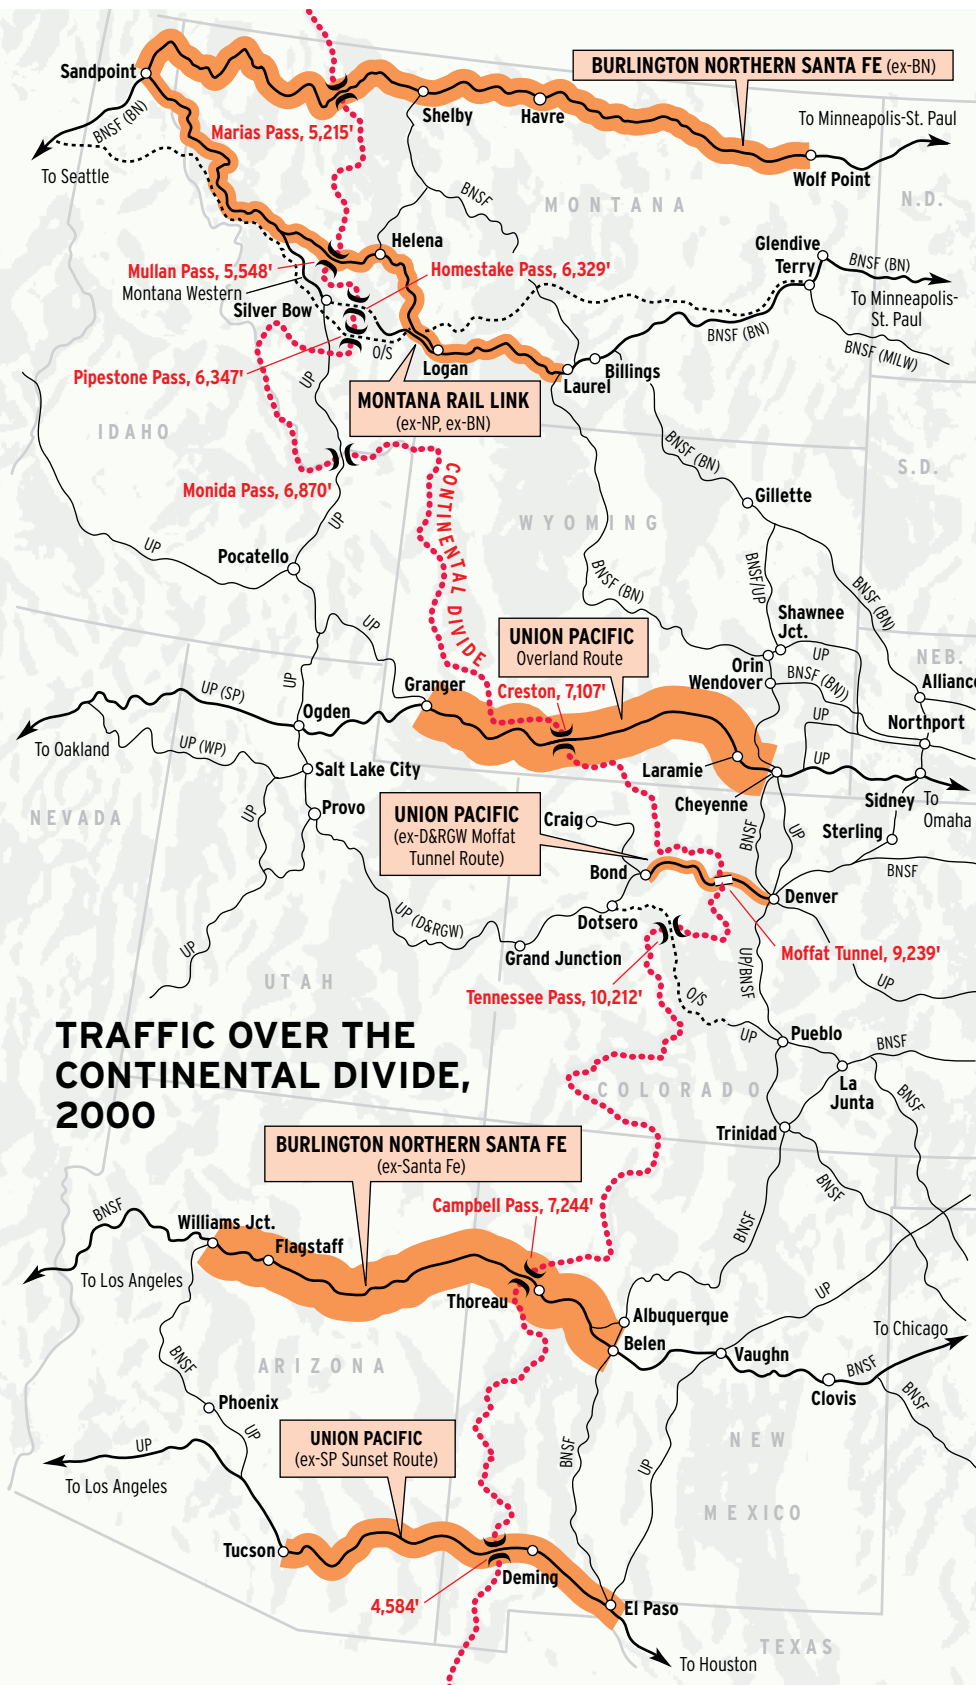 BURLINGTON NORTHERN SANTA FE (ex-BN)
Sandpoint
BNSF (BN)
To Seattle
Marias Pass, 5,215'
Shelby
Havre
To Minneapolis-St. Paul
Wolf Point
BNSF
MONTANA
N.D.
Helena
Mullan Pass, 5,548'
Montana Western
Homestake Pass, 6,329'
Silver Bow
Glendive
Terry
BNSF (BN)
To Minneapolis-
St. Paul
BNSF (BN)
BNSF (MILW)
O/S
Pipestone Pass, 6,347'
UP
Logan
Billings
Laurel
MONTANA RAIL LINK
(ex-NP, ex-BN)
IDAHO
BNSF (BN)
S.D.
Monida Pass, 6,870'
CONTINENTAL DIVIDE
Gillette
WYOMING
UP
UP
Pocatello
BNSF (BN)
BNSF/UP
BNSF (BN)
Shawnee
Jct.
UP
UNION PACIFIC
Overland Route
UP
Orin
Wendover
BNSF (BN))
NEB.
Alliance
UP
UP (SP)
Granger
Creston, 7,107'
UP
Northport
Ogden
To Oakland
UP (WP)
Salt Lake City
Laramie
UP
Cheyenne
Sidney
To
Omaha
NEVADA
UP
Provo
UNION PACIFIC
(ex-D&RGW Moffat
Tunnel Route)
Craig
BNSF
UP
Sterling
BNSF
Bond
Denver
UP (D&RGW)
Dotsero
UP
Grand Junction
UP/BNSF
Moffat Tunnel, 9,239'
UP
UTAH
Tennessee Pass, 10,212'
O/S
TRAFFIC OVER THE
CONTINENTAL DIVIDE,
2000
UP
Pueblo
BNSF
COLORADO
La
Junta
BNSF
Trinidad
BURLINGTON NORTHERN SANTA FE
(ex-Santa Fe)
BNSF
BNSF
Williams Jct.
Campbell Pass, 7,244'
BNSF
Flagstaff
To Los Angeles
UP
Thoreau
Albuquerque
To Chicago
Belen
Vaughn
BNSF
BNSF
ARIZONA
Clovis
BNSF
Phoenix
UP
UNION PACIFIC
(ex-SP Sunset Route)
NEW
UP
BNSF
UP
To Los Angeles
MEXICO
Tucson
Deming
4,584'
El Paso
TEXAS
To Houston